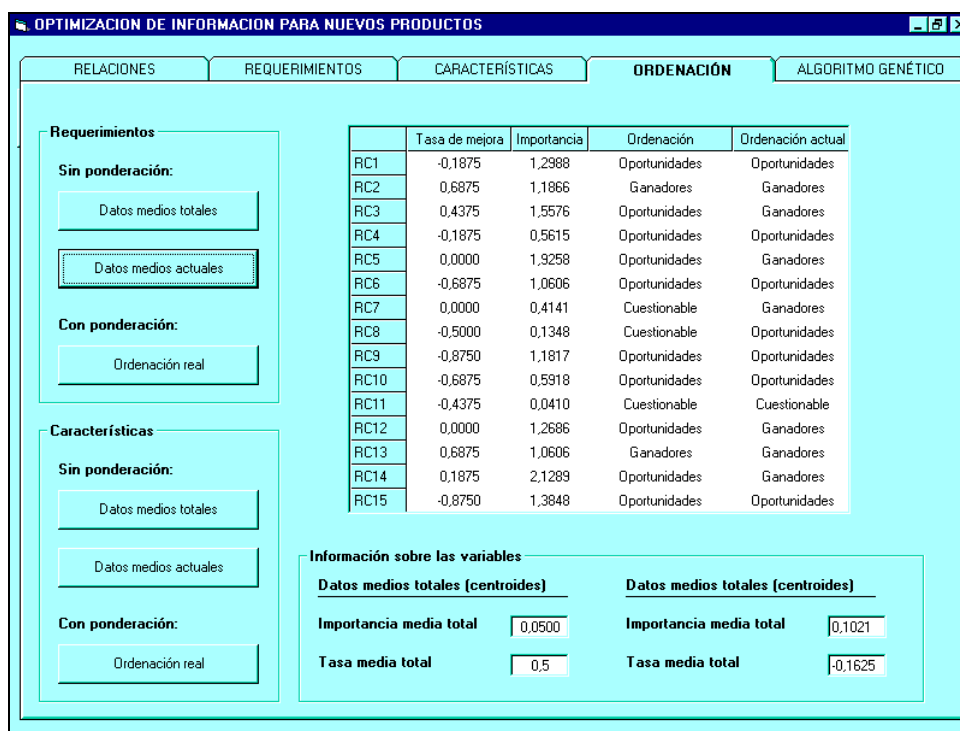 OPTIMIZACION DE INFORMACION PARA NUEVOS PRODUCTOS
RELACIONES REQUERIMIENTOS CARACTERÍSTICAS ORDENACIÓN ALGORITMO GENÉTICO
Requerimientos
Sin ponderación:
Datos medios totales
Datos medios actuales
Con ponderación:
Ordenación real
Características
Sin ponderación:
Datos medios totales
Datos medios actuales
Con ponderación:
Ordenación real
Tasa de mejora Importancia Ordenación Ordenación actual
RC1 -0,1875 1,2988 Oportunidades Oportunidades
RC2 0,6875 1,1866 Ganadores Ganadores
RC3 0,4375 1,5576 Oportunidades Ganadores
RC4 -0,1875 0,5615 Oportunidades Oportunidades
RC5 0,0000 1,9258 Oportunidades Ganadores
RC6 -0,6875 1,0606 Oportunidades Oportunidades
RC7 0,0000 0,4141 Cuestionable Ganadores
RC8 -0,5000 0,1348 Cuestionable Oportunidades
RC9 -0,8750 1,1817 Oportunidades Oportunidades
RC10 -0,6875 0,5918 Oportunidades Oportunidades
RC11 -0,4375 0,0410 Cuestionable Cuestionable
RC12 0,0000 1,2686 Oportunidades Ganadores
RC13 0,6875 1,0606 Ganadores Ganadores
RC14 0,1875 2,1289 Oportunidades Ganadores
RC15 -0,8750 1,3848 Oportunidades Oportunidades
Información sobre las variables
Datos medios totales (centroides) Datos medios totales (centroides)
Importancia media total 0,0500 Importancia media total 0,1021
Tasa media total 0,5 Tasa media total -0,1625